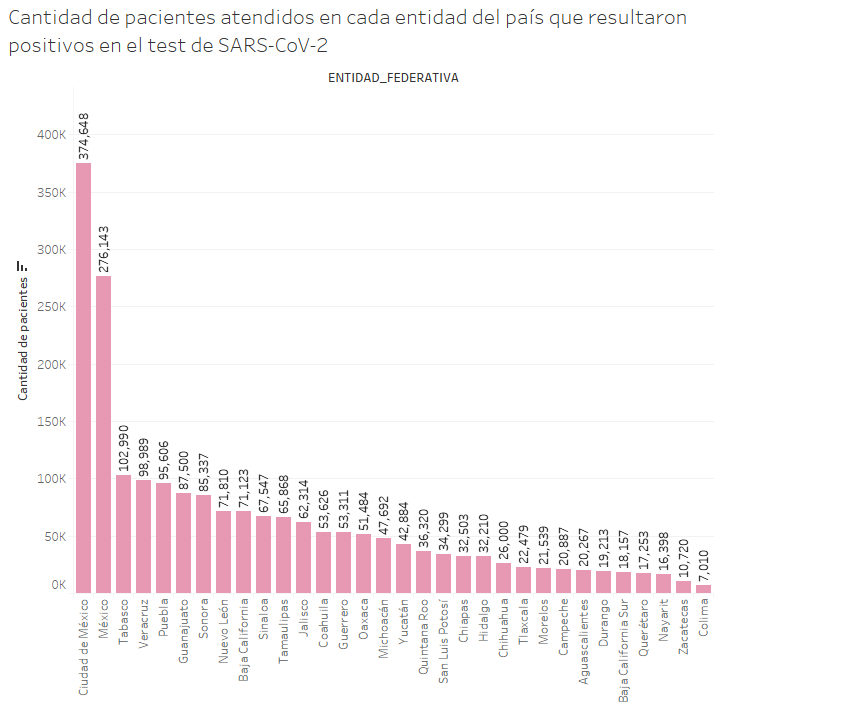 Cantidad de pacientes atendidos en cada entidad del país que resultaron
positivos en el test de SARS-CoV-2
ENTIDAD_FEDERATIVA
Cantidad de pacientes
400K
350K
300K
250K
200K
150K
100K
50K
0K
374,648
276,143
102,990
98,989
95,606
87,500
85,337
71,810
71,123
67,547
65,868
62,314
53,626
53,311
51,484
47,692
42,884
36,320
34,299
32,503
32,210
26,000
22,479
21,539
20,887
20,267
19,213
18,157
17,253
16,398
10,720
7,010
Ciudad de México
México
Tabasco
Veracruz
Puebla
Guanajuato
Sonora
Nuevo León
Baja California
Sinaloa
Tamaulipas
Jalisco
Coahuila
Guerrero
Oaxaca
Michoacán
Yucatán
Quintana Roo
San Luis Potosí
Chiapas
Hidalgo
Chihuahua
Tlaxcala
Morelos
Campeche
Aguascalientes
Durango
Baja California Sur
Querétaro
Nayarit
Zacatecas
Colima